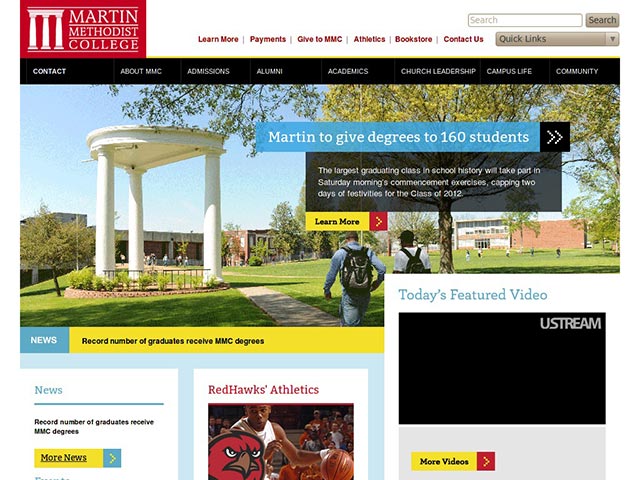 MARTIN
METHODIST
COLLEGE
Search
Search
Learn More | Payments | Give to MMC | Athletics | Bookstore | Contact Us
Quick Links
CONTACT ABOUT MMC ADMISSIONS ALUMNI ACADEMICS CHURCH LEADERSHIP CAMPUS LIFE COMMUNITY
Martin to give degrees to 160 students
The largest graduating class in school history will take part in
Saturday morning's commencement exercises, capping two
days of festivities for the Class of 2012.
Learn More
Today's Featured Video
USTREAM
NEWS Record number of graduates receive MMC degrees
News
Record number of graduates receive
MMC degrees
More News
Events
RedHawks' Athletics
More Videos